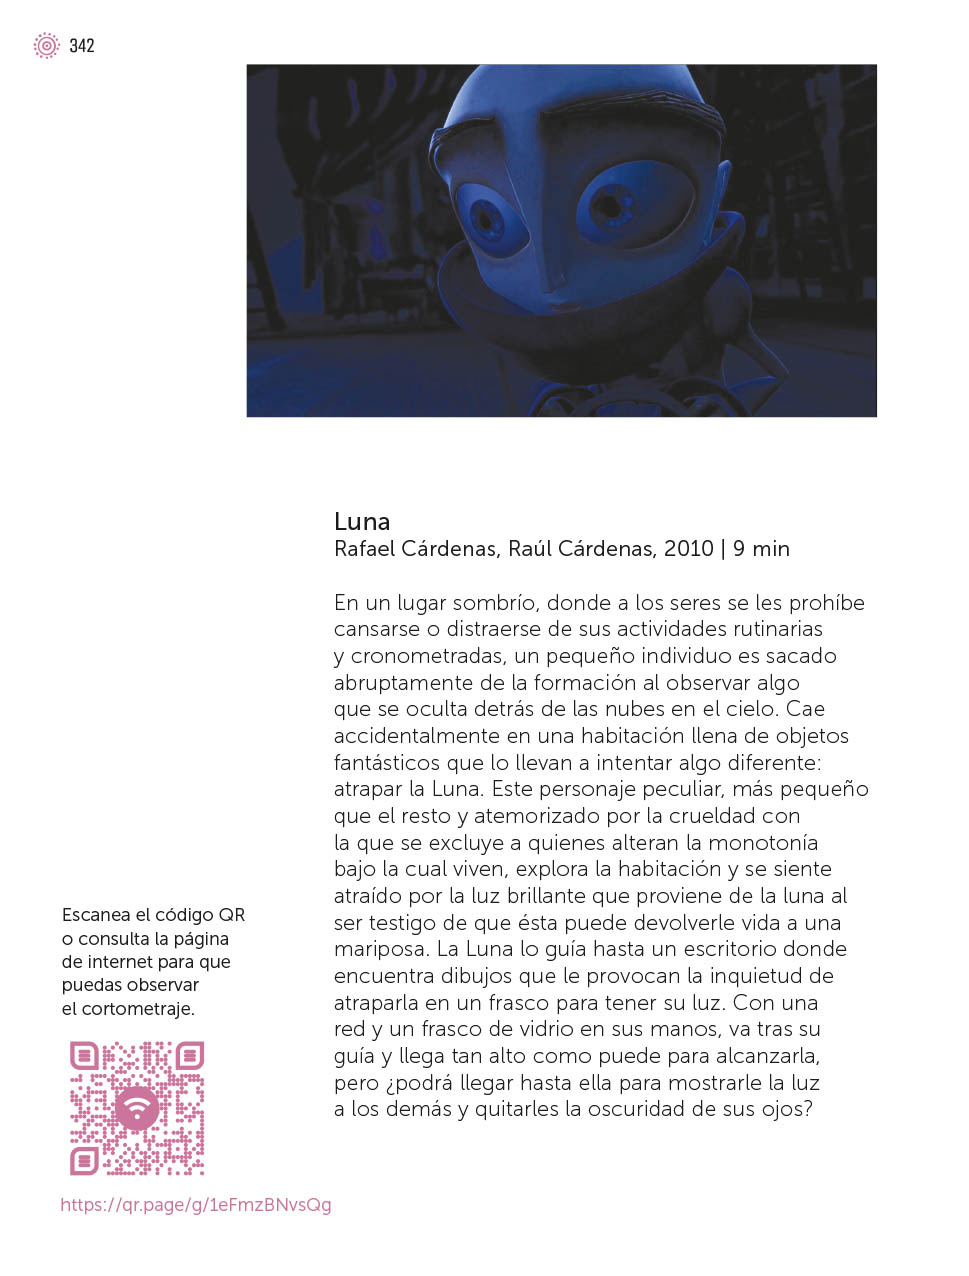 342
Luna
Rafael Cárdenas, Raúl Cárdenas, 2010 | 9 min
En un lugar sombrío, donde a los seres se les prohíbe
cansarse o distraerse de sus actividades rutinarias
y cronometradas, un pequeño individuo es sacado
abruptamente de la formación al observar algo
que se oculta detrás de las nubes en el cielo. Cae
accidentalmente en una habitación llena de objetos
fantásticos que lo llevan a intentar algo diferente:
atrapar la Luna. Este personaje peculiar, más pequeño
que el resto y atemorizado por la crueldad con
la que se excluye a quienes alteran la monotonía
bajo la cual viven, explora la habitación y se siente
atraído por la luz brillante que proviene de la luna al
ser testigo de que ésta puede devolverle vida a una
mariposa. La Luna lo guía hasta un escritorio donde
encuentra dibujos que le provocan la inquietud de
atraparla en un frasco para tener su luz. Con una
red y un frasco de vidrio en sus manos, va tras su
guía y llega tan alto como puede para alcanzarla,
pero ¿podrá llegar hasta ella para mostrarle la luz
a los demás y quitarles la oscuridad de sus ojos?
Escanea el código QR
o consulta la página
de internet para que
puedas observar
el cortometraje.
https://qr.page/g/1eFmzBNvsQg